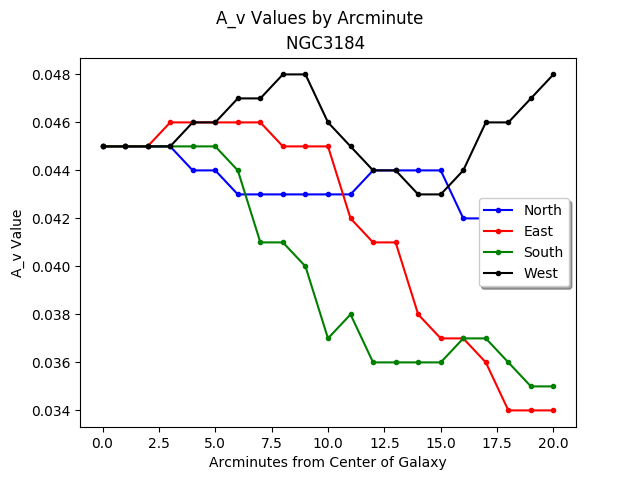 A_v Values by Arcminute
NGC3184
0.048
0.046
0.044
0.042
0.040
0.038
0.036
0.034
A_v Value
North
East
South
West
0.0 2.5 5.0 7.5 10.0 12.5 15.0 17.5 20.0
Arcminutes from Center of Galaxy